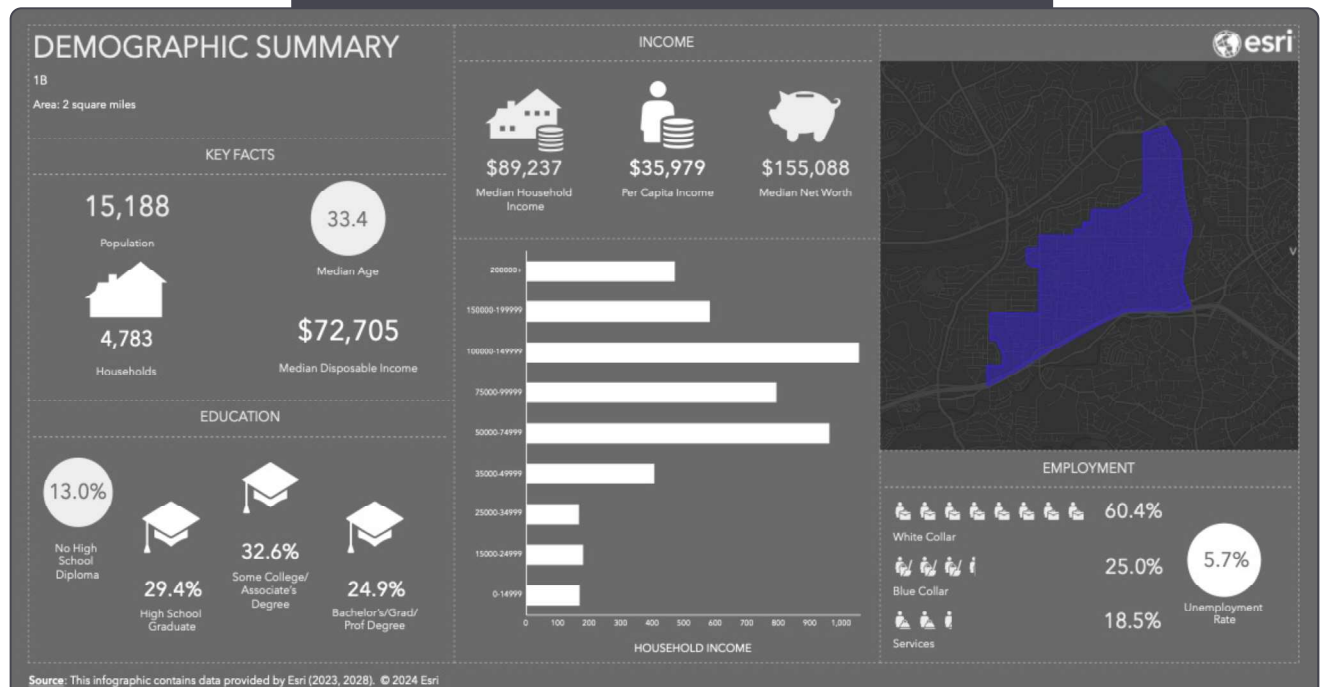 DEMOGRAPHIC SUMMARY
1B
Area: 2 square miles
KEY FACTS
15,188
Population
33.4
Median Age
4,783
Households
$72,705
Median Disposable Income
EDUCATION
13.0%
No High
School
Diploma
29.4%
High School
Graduate
32.6%
Some College/
Associate's
Degree
24.9%
Bachelor's/Grad/
Prof Degree
INCOME
$89,237
Median Household
Income
$35,979
Per Capita Income
$155,088
Median Net Worth
200000+
150000-199999
100000-149999
75000-99999
50000-74999
35000-49999
25000-34999
15000-24999
0-14999
0 100 200 300 400 500 600 700 800 900 1,000
HOUSEHOLD INCOME
esri
V
EMPLOYMENT
60.4%
White Collar
25.0%
Blue Collar
18.5%
Services
5.7%
Unemployment
Rate
Source: This infographic contains data provided by Esri (2023, 2028). © 2024 Esri